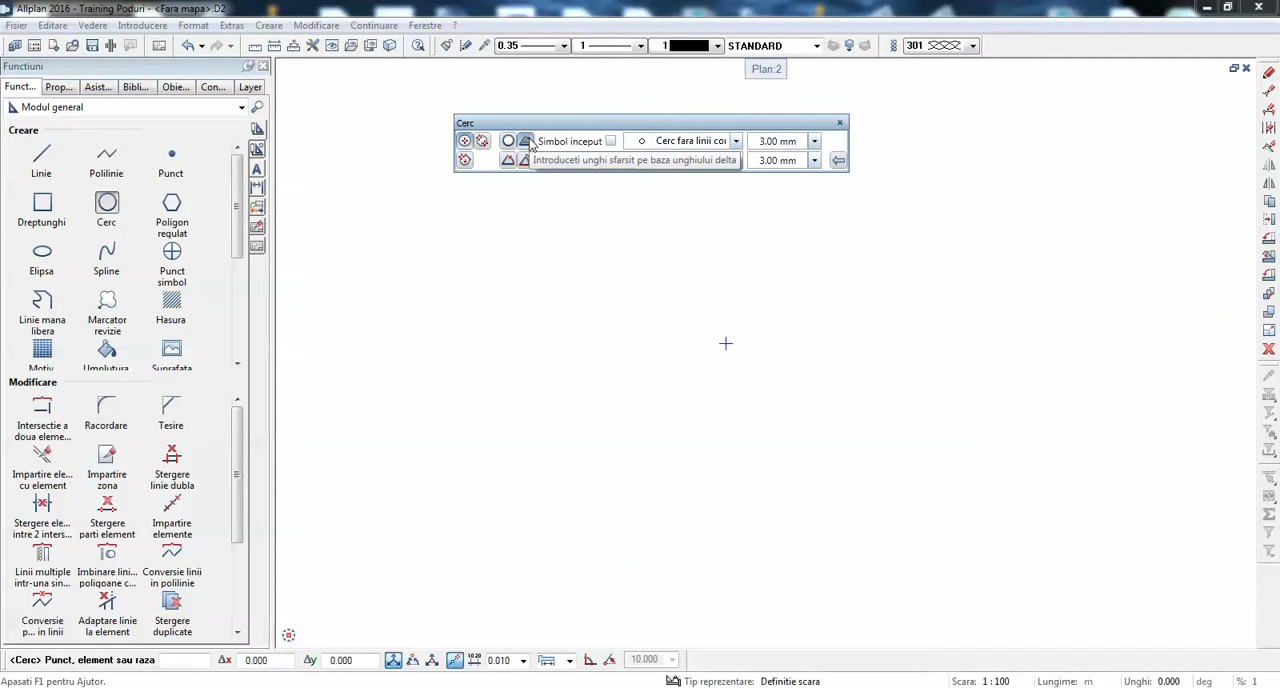 Allplan 2016 - Training Poduri - <Fara mapa>:D2
Fisier Editare Vedere Introducere Format Extras Creare Modificare Continuare Ferestre ?
0.35 1 1 STANDARD 301
Functiuni
Plan:2
Funct... Prop... Asist... Bibli... Obie... Con... Layer
Modul general
Cerc
Simbol inceput Cerc fara linii co 3.00 mm
Introduceti unghi sfarsit pe baza unghiului delta 3.00 mm
Creare
Linie Polilinie Punct
Dreptunghi Cerc Poligon
regulat
Elipsa Spline Punct
simbol
Linie mana
libera
Marcator
revizie
Hasura
Motiv Umplutura Suprafata
Modificare
Intersectie a
doua eleme...
Racordare Tesire
Impartire ele...
cu element
Impartire
zona
Stergere
linie dubla
Stergere ele...
intre 2 inters...
Stergere
parti element
Impartire
elemente
Linii multiple
intr-una sin...
Imbinare lini...
poligoane c...
Conversie linii
in polilinie
Conversie
p... in linii
Adaptare linie
la element
Stergere
duplicate
<Cerc> Punct, element sau raza Δx 0.000 Δy 0.000 1020 0.010 10.000
Apasati F1 pentru Ajutor. Tip reprezentare: Definitie scara Scara: 1 : 100 Lungime: m Unghi: 0.000 deg %: 1